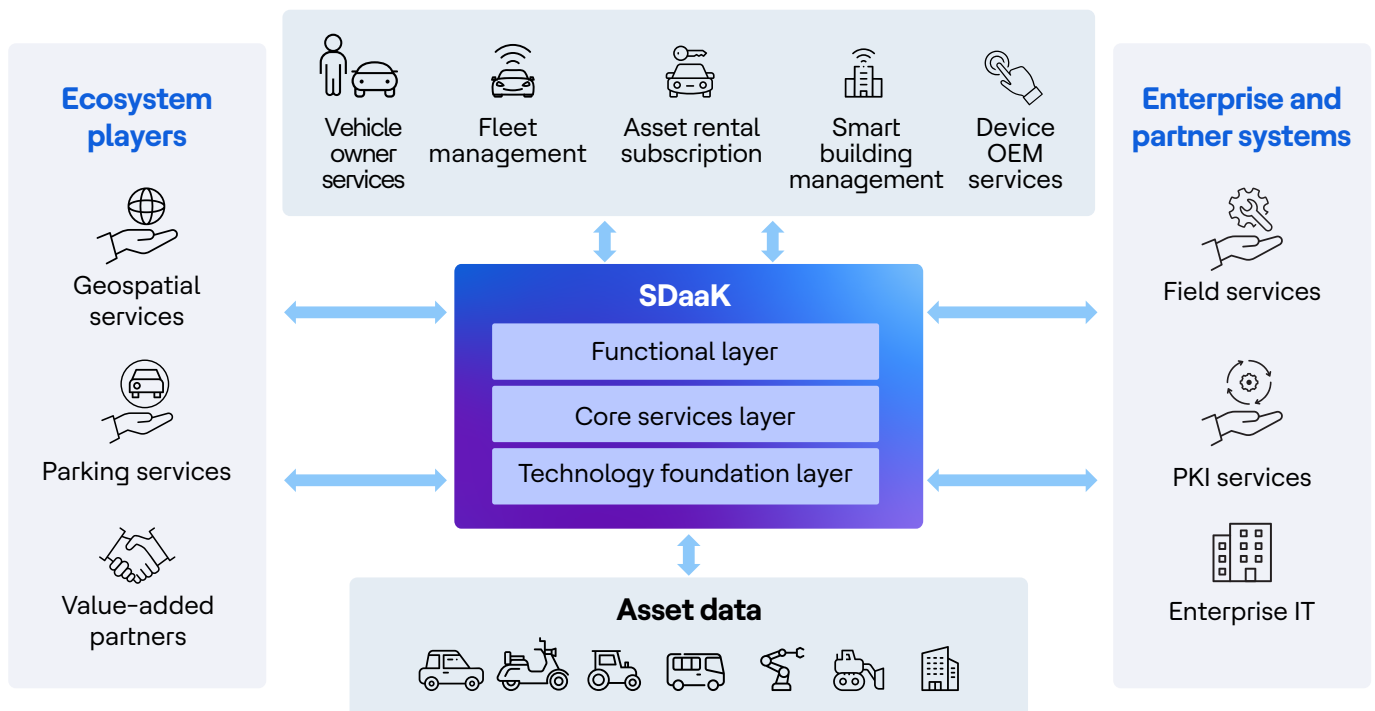 Ecosystem
players
Geospatial
services
Parking services
Value-added
partners
Vehicle
owner
services
Fleet
management
Asset rental
subscription
Smart
building
management
Device
OEM
services
SDaaK
Functional layer
Core services layer
Technology foundation layer
Asset data
Enterprise and
partner systems
Field services
PKI services
Enterprise IT